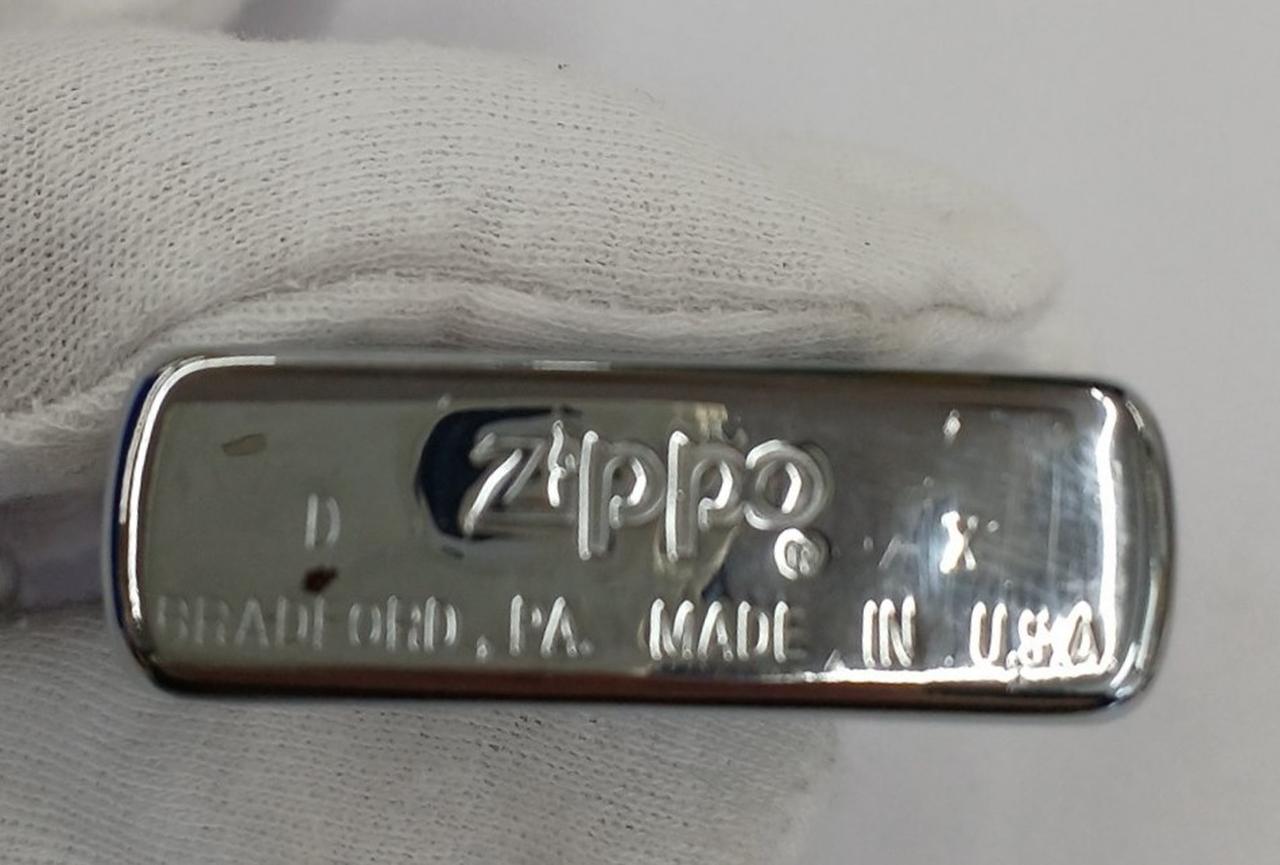 Zippo ®
D X
BRADFORD, PA. MADE IN U.S.A.